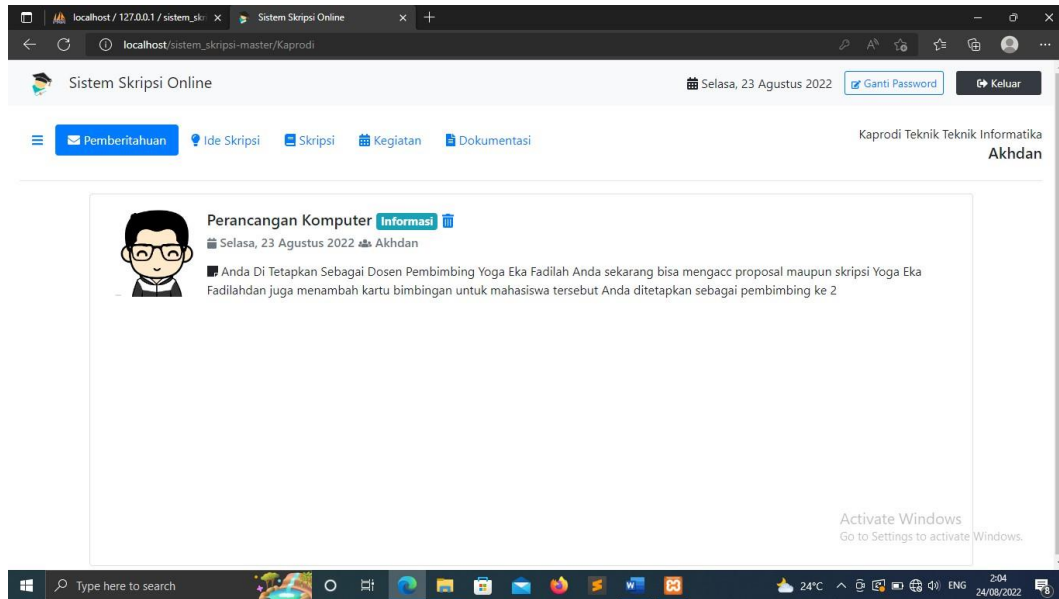 localhost / 127.0.0.1 / sistem_skr
Sistem Skripsi Online
localhost/sistem_skripsi-master/Kaprodi
Sistem Skripsi Online
Selasa, 23 Agustus 2022
Ganti Password
Keluar
Pemberitahuan
Ide Skripsi
Skripsi
Kegiatan
Dokumentasi
Kaprodi Teknik Teknik Informatika
Akhdan
Perancangan Komputer Informasi
Selasa, 23 Agustus 2022 Akhdan
Anda Di Tetapkan Sebagai Dosen Pembimbing Yoga Eka Fadilah Anda sekarang bisa mengacc proposal maupun skripsi Yoga Eka
Fadilahdan juga menambah kartu bimbingan untuk mahasiswa tersebut Anda ditetapkan sebagai pembimbing ke 2
Activate Windows
Go to Settings to activate Windows.
Type here to search
24°C
ENG
2:04
24/08/2022
8